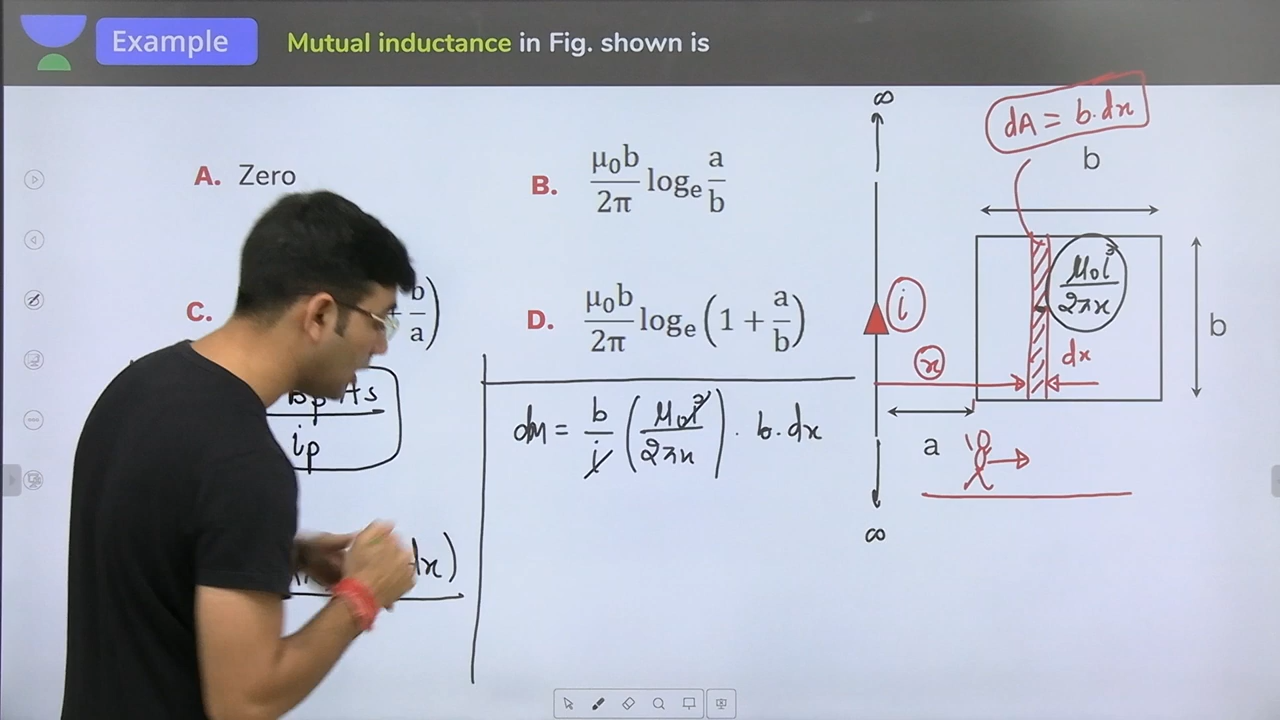 Example
Mutual inductance in Fig. shown is
A. Zero
B. μ₀b/2π logₑ a/b
C. b/a)
D. μ₀b/2π logₑ (1 + a/b)
iₚ
dx)
dM = b/i (μ₀i/2πx) . b.dx
∞
dA = b.dx
b
i
μ₀i/2πx
b
x
dx
a
∞